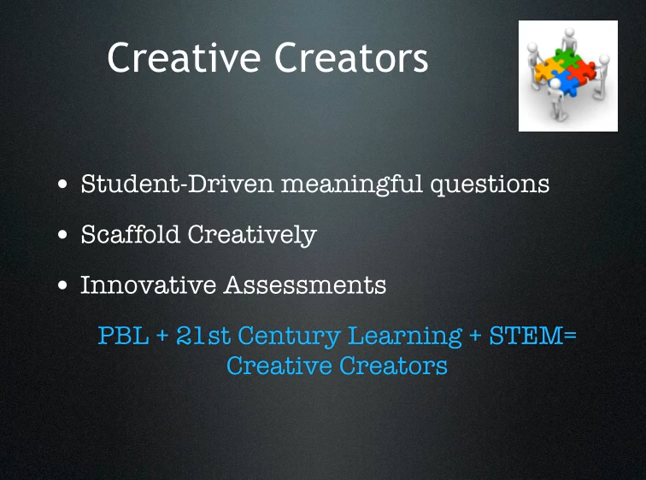 Creative Creators
• Student-Driven meaningful questions
• Scaffold Creatively
• Innovative Assessments
PBL + 21st Century Learning + STEM=
Creative Creators